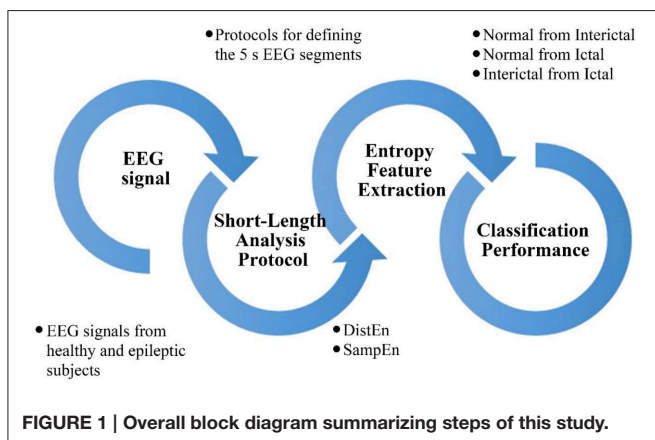 ● Protocols for defining
the 5 s EEG segments
● Normal from Interictal
● Normal from Ictal
● Interictal from Ictal
EEG
signal
Short-Length
Analysis
Protocol
Entropy
Feature
Extraction
Classification
Performance
● EEG signals from
healthy and epileptic
subjects
● DistEn
● SampEn
FIGURE 1 | Overall block diagram summarizing steps of this study.